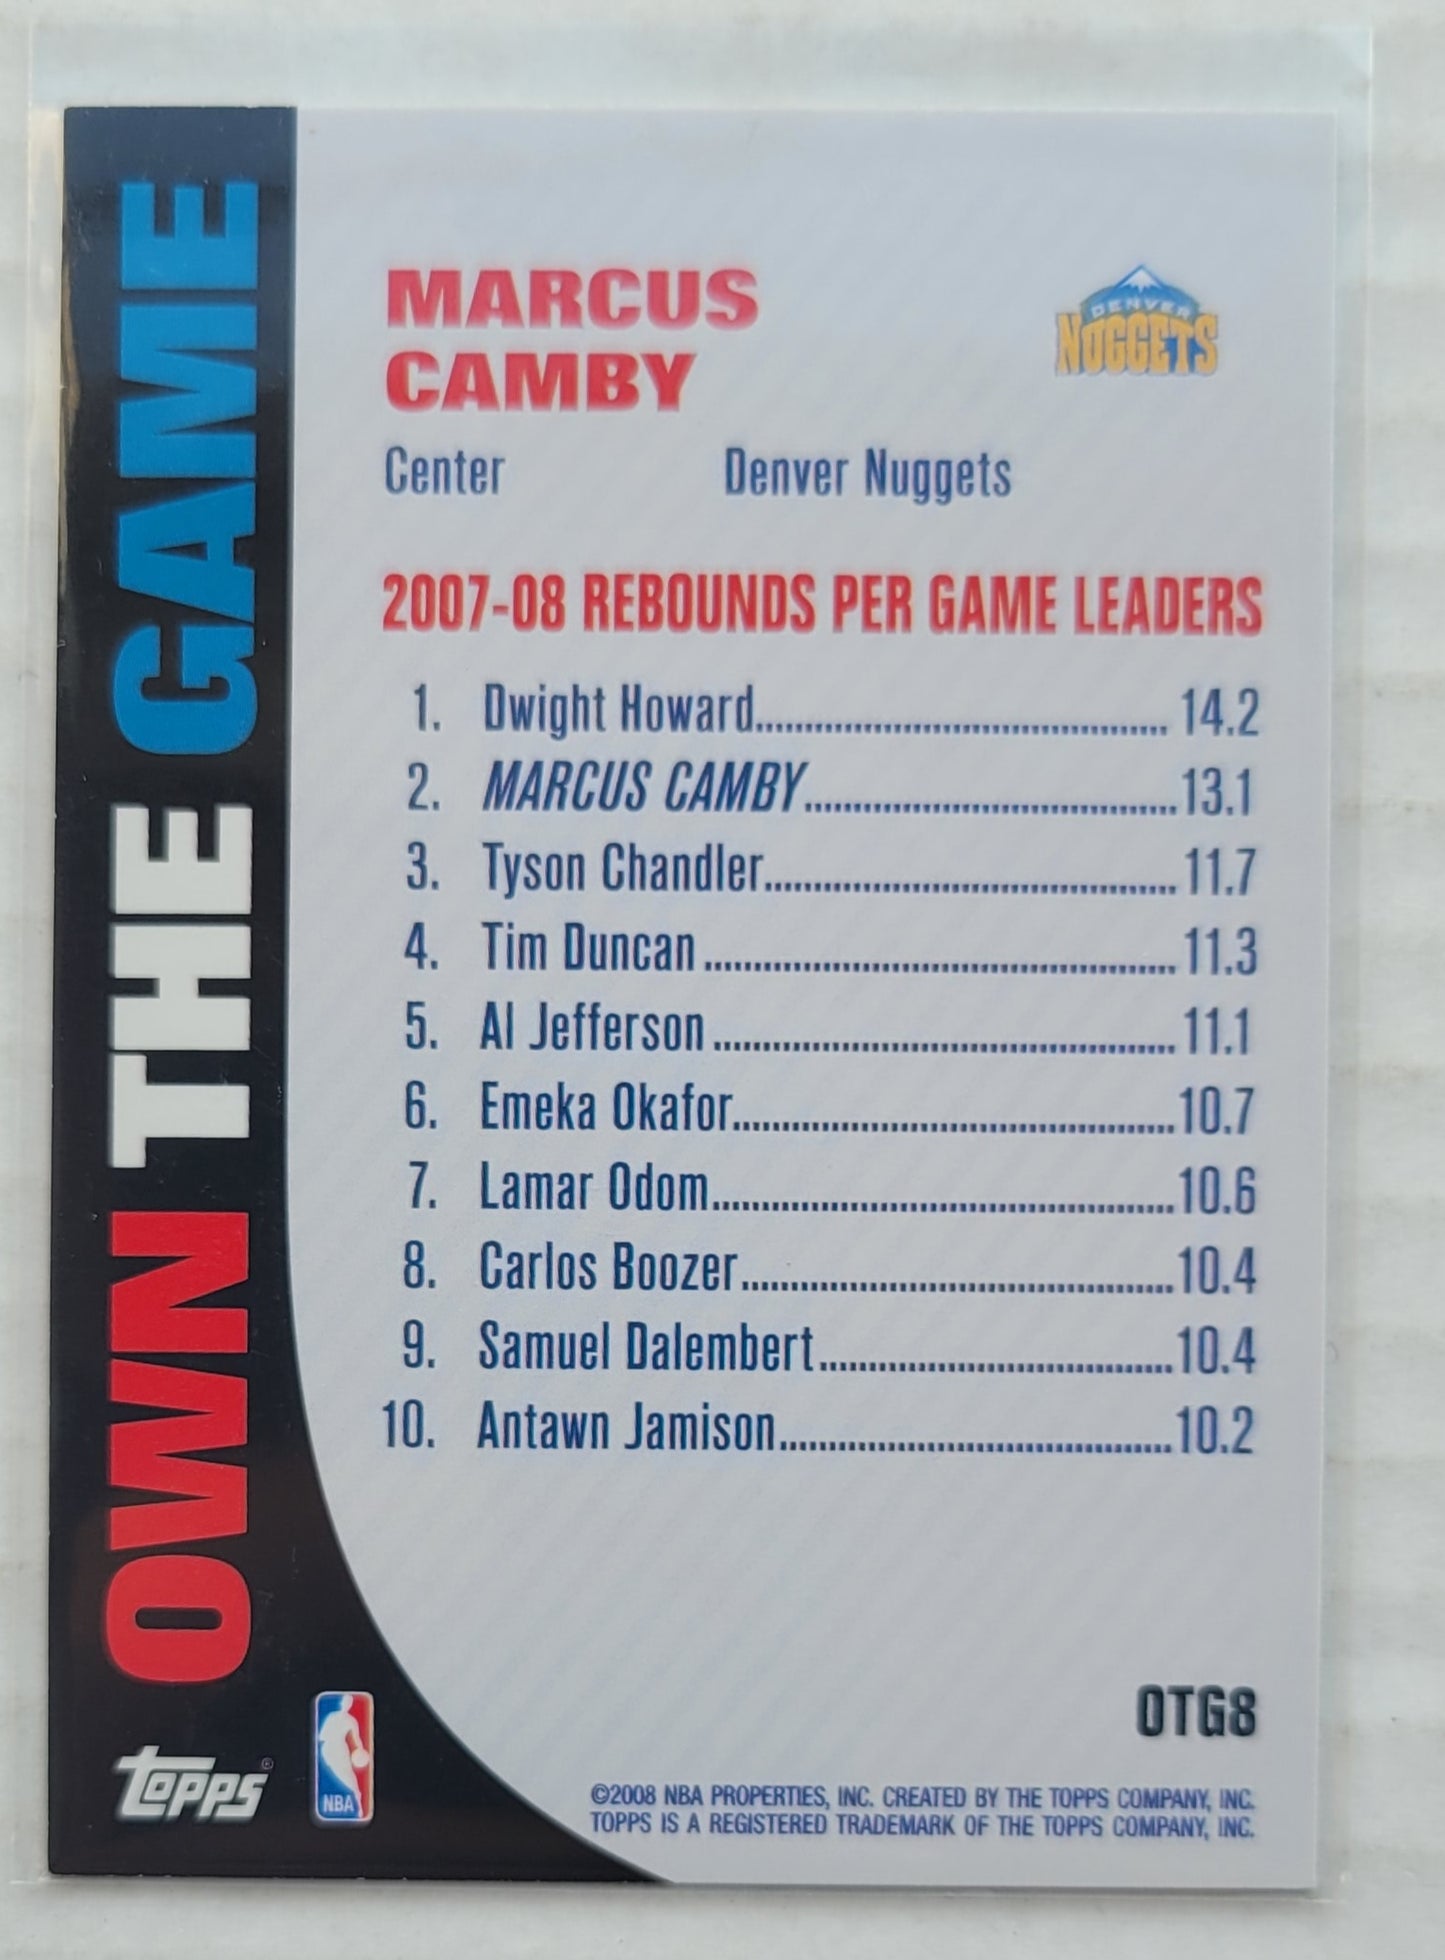 OWN THE GAME
MARCUS
CAMBY
DENVER
NUGGETS
Center Denver Nuggets
2007-08 REBOUNDS PER GAME LEADERS
1. Dwight Howard 14.2
2. MARCUS CAMBY 13.1
3. Tyson Chandler 11.7
4. Tim Duncan 11.3
5. Al Jefferson 11.1
6. Emeka Okafor 10.7
7. Lamar Odom 10.6
8. Carlos Boozer 10.4
9. Samuel Dalembert 10.4
10. Antawn Jamison 10.2
OTG8
Topps®
NBA
©2008 NBA PROPERTIES, INC. CREATED BY THE TOPPS COMPANY, INC.
TOPPS IS A REGISTERED TRADEMARK OF THE TOPPS COMPANY, INC.